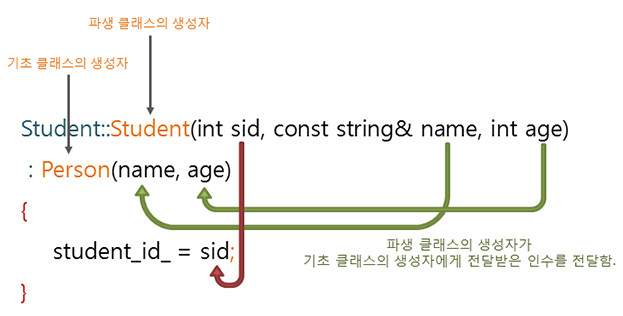 파생 클래스의 생성자
기초 클래스의 생성자
Student::Student(int sid, const string& name, int age)
: Person(name, age)
{
student_id_ = sid;
파생 클래스의 생성자가
기초 클래스의 생성자에게 전달받은 인수를 전달함.
}